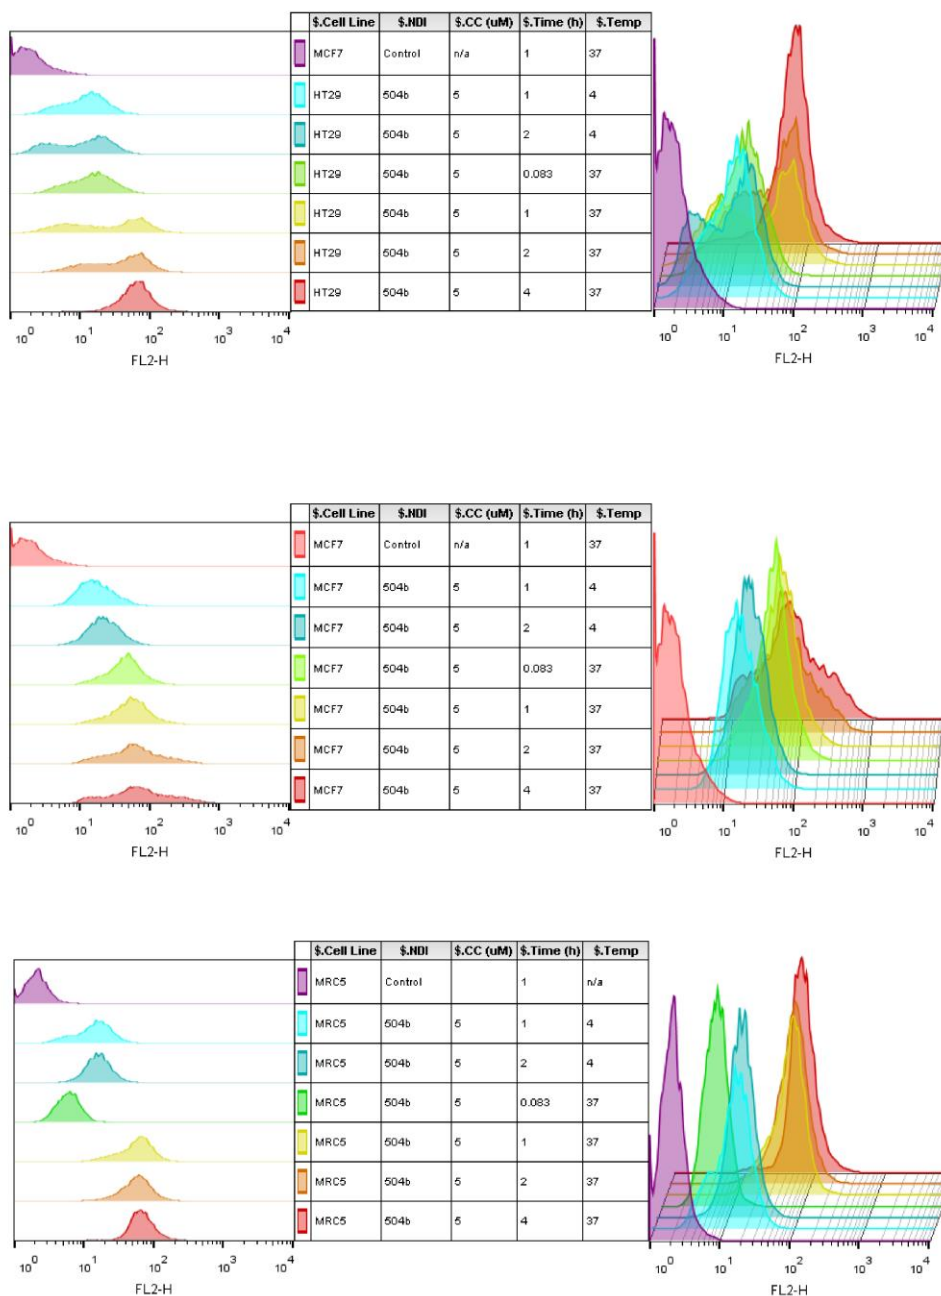 $.Cell Line $.NDI $.CC (uM) $.Time (h) $.Temp
MCF7 Control n/a 1 37
HT29 504b 5 1 4
HT29 504b 5 2 4
HT29 504b 5 0.083 37
HT29 504b 5 1 37
HT29 504b 5 2 37
HT29 504b 5 4 37
10^0 10^1 10^2 10^3 10^4
FL2-H
10^0 10^1 10^2 10^3 10^4
FL2-H
$.Cell Line $.NDI $.CC (uM) $.Time (h) $.Temp
MCF7 Control n/a 1 37
MCF7 504b 5 1 4
MCF7 504b 5 2 4
MCF7 504b 5 0.083 37
MCF7 504b 5 1 37
MCF7 504b 5 2 37
MCF7 504b 5 4 37
10^0 10^1 10^2 10^3 10^4
FL2-H
10^0 10^1 10^2 10^3 10^4
FL2-H
$.Cell Line $.NDI $.CC (uM) $.Time (h) $.Temp
MRC5 Control 1 n/a
MRC5 504b 5 1 4
MRC5 504b 5 2 4
MRC5 504b 5 0.083 37
MRC5 504b 5 1 37
MRC5 504b 5 2 37
MRC5 504b 5 4 37
10^0 10^1 10^2 10^3 10^4
FL2-H
10^0 10^1 10^2 10^3 10^4
FL2-H